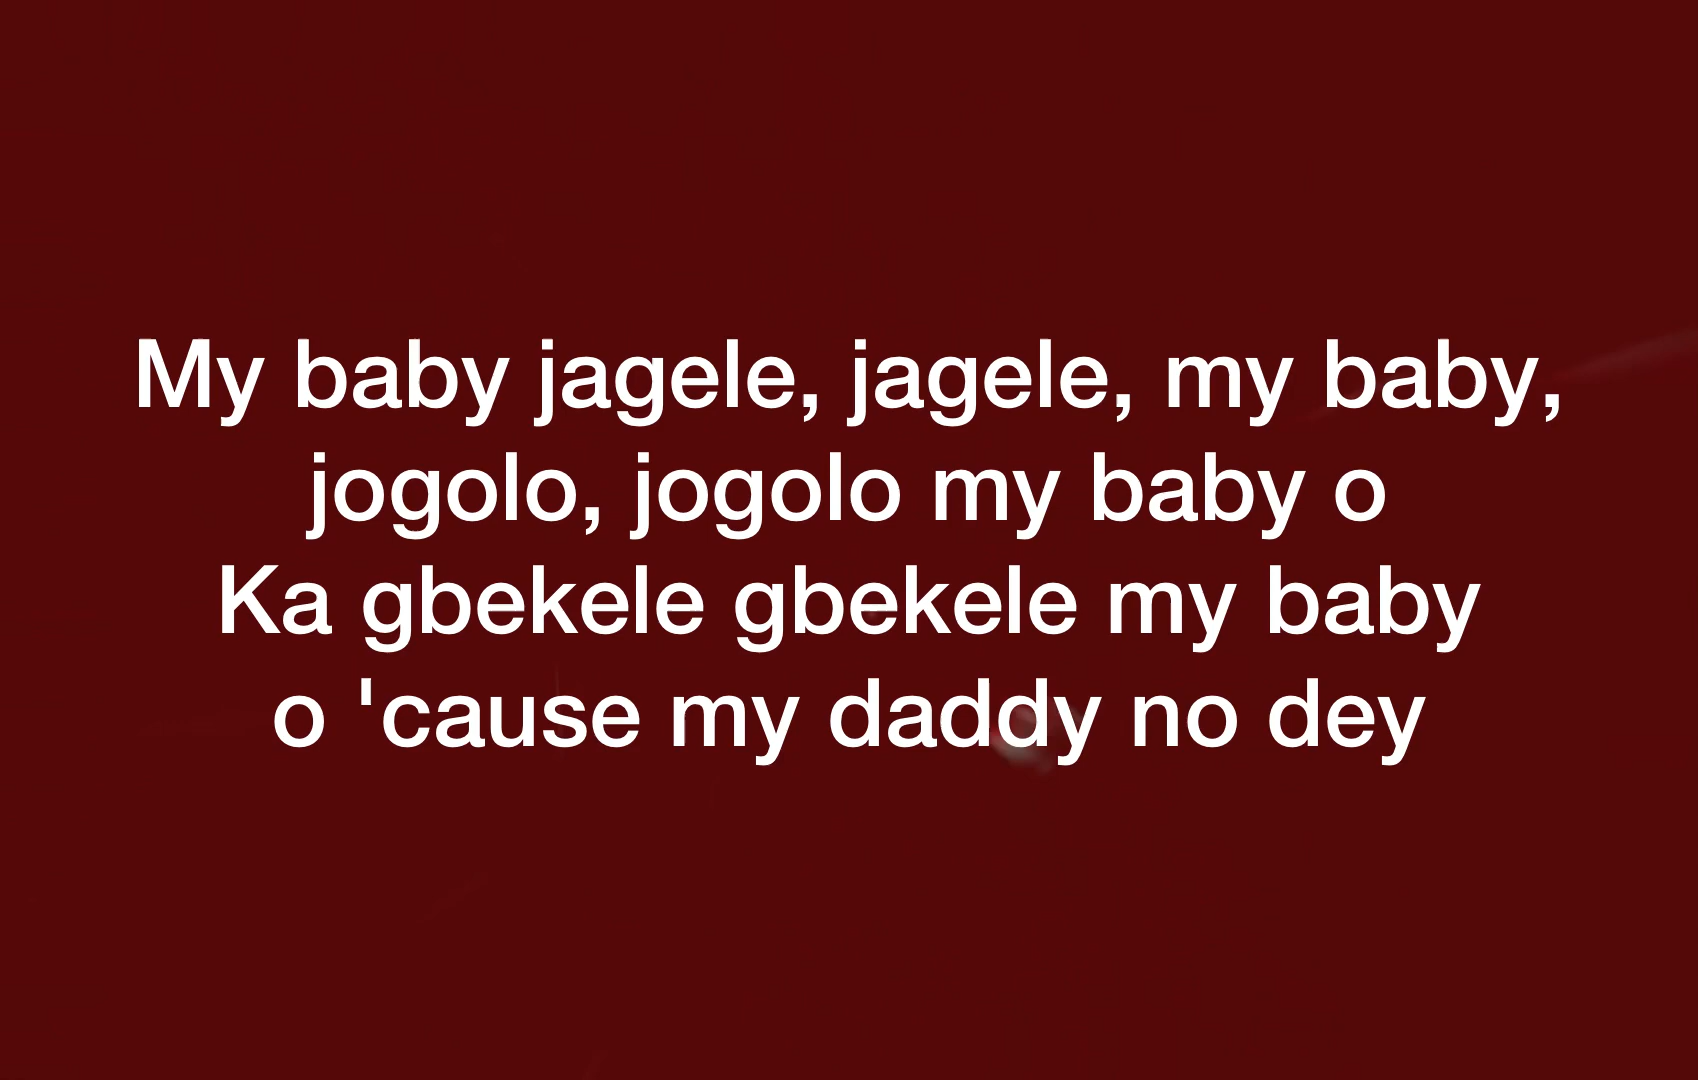 My baby jagele, jagele, my baby,
jogolo, jogolo my baby o
Ka gbekele gbekele my baby
o 'cause my daddy no dey